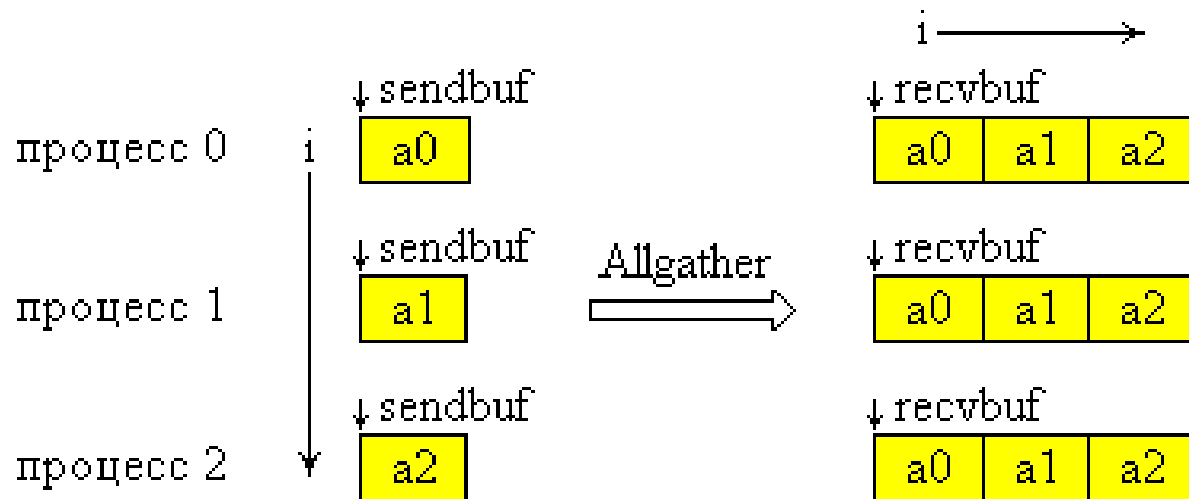 i
sendbuf recvbuf
процесс 0 i a0 a0 a1 a2
sendbuf recvbuf
Allgather
процесс 1 a1 a0 a1 a2
sendbuf recvbuf
процесс 2 a2 a0 a1 a2